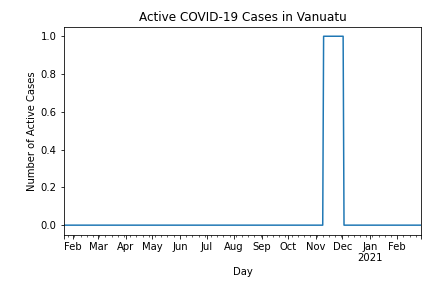 Active COVID-19 Cases in Vanuatu
Number of Active Cases
1.0
0.8
0.6
0.4
0.2
0.0
Feb Mar Apr May Jun Jul Aug Sep Oct Nov Dec Jan Feb
2021
Day